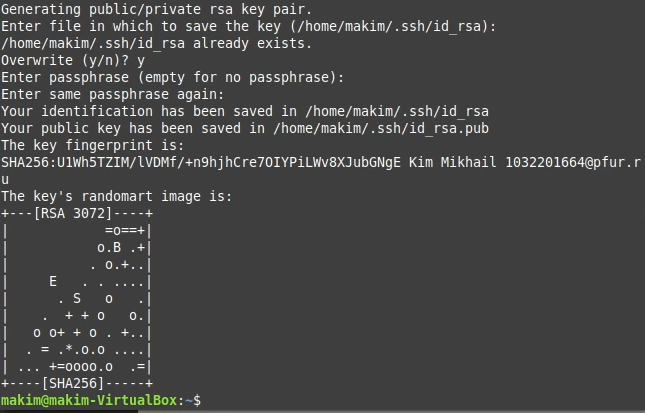 Generating public/private rsa key pair.
Enter file in which to save the key (/home/makim/.ssh/id_rsa):
/home/makim/.ssh/id_rsa already exists.
Overwrite (y/n)? y
Enter passphrase (empty for no passphrase):
Enter same passphrase again:
Your identification has been saved in /home/makim/.ssh/id_rsa
Your public key has been saved in /home/makim/.ssh/id_rsa.pub
The key fingerprint is:
SHA256:U1Wh5TZIM/lVDMf/+n9hjhCre7OIYPiLWv8XJubGNgE Kim Mikhail 1032201664@pfur.r
u
The key's randomart image is:
+---[RSA 3072]----+
|            =o==+|
|           o.B .+|
|          . o.+..|
|     E   . . ....|
|      . S   o   .|
|    .  + + o   o.|
|   o o+ + o . +..|
|  . = .*.o.o ....|
| ... +=oooo.o  .=|
+----[SHA256]-----+
makim@makim-VirtualBox:~$